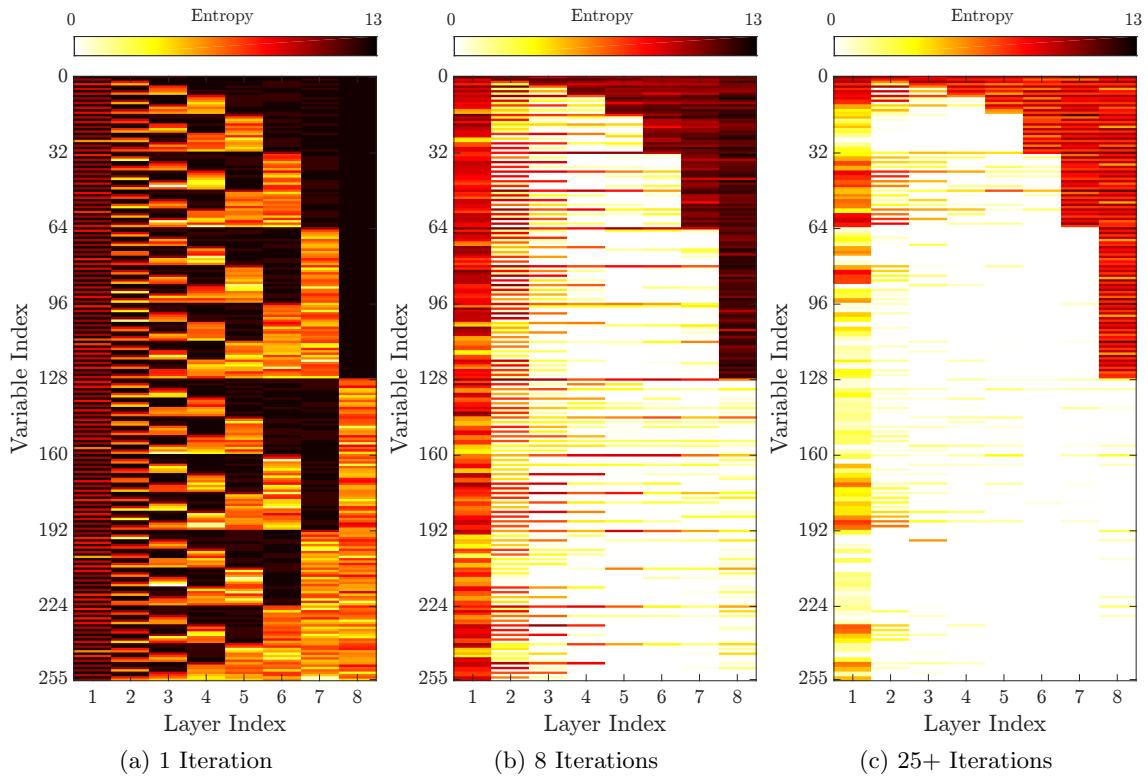 0 Entropy 13
0 Entropy 13
0 Entropy 13
Variable Index
0
32
64
96
128
160
192
224
255
1 2 3 4 5 6 7 8
Layer Index
(a) 1 Iteration
Variable Index
0
32
64
96
128
160
192
224
255
1 2 3 4 5 6 7 8
Layer Index
(b) 8 Iterations
Variable Index
0
32
64
96
128
160
192
224
255
1 2 3 4 5 6 7 8
Layer Index
(c) 25+ Iterations